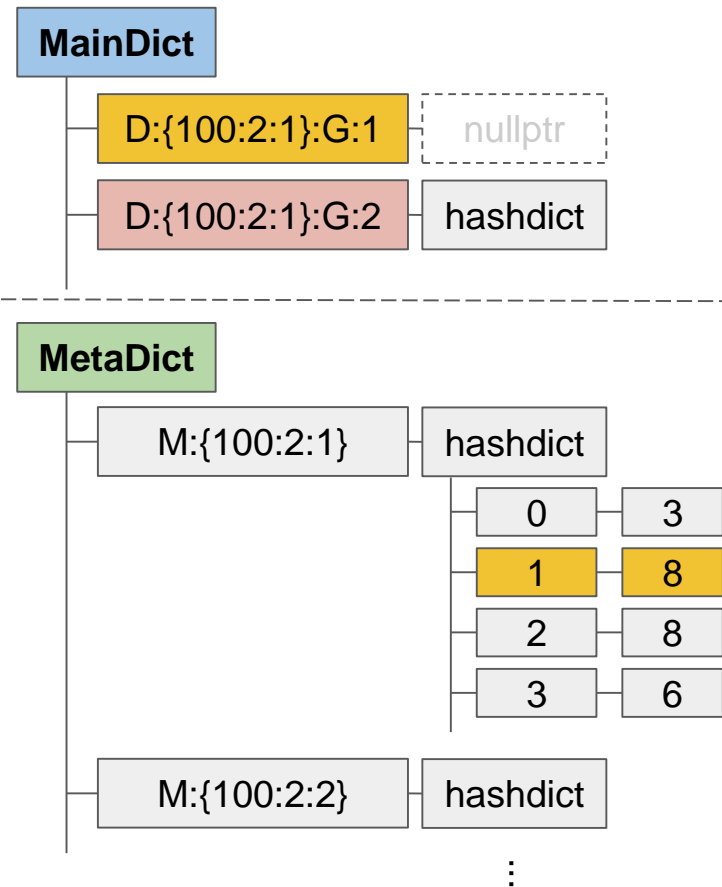 MainDict
D:{100:2:1}:G:1 nullptr
D:{100:2:1}:G:2 hashdict
MetaDict
M:{100:2:1} hashdict
0 3
1 8
2 8
3 6
M:{100:2:2} hashdict
⋮